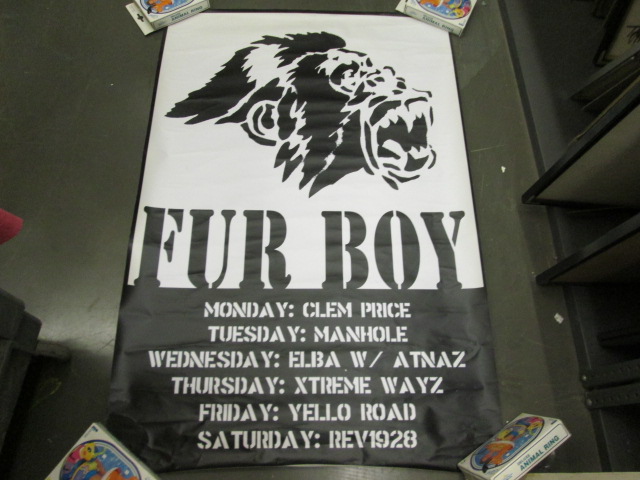 FUR BOY
MONDAY: CLEM PRICE
TUESDAY: MANHOLE
WEDNESDAY: ELBA W/ ATNAZ
THURSDAY: XTREME WAYZ
FRIDAY: YELLO ROAD
SATURDAY: REV1928
ANIMAL RING